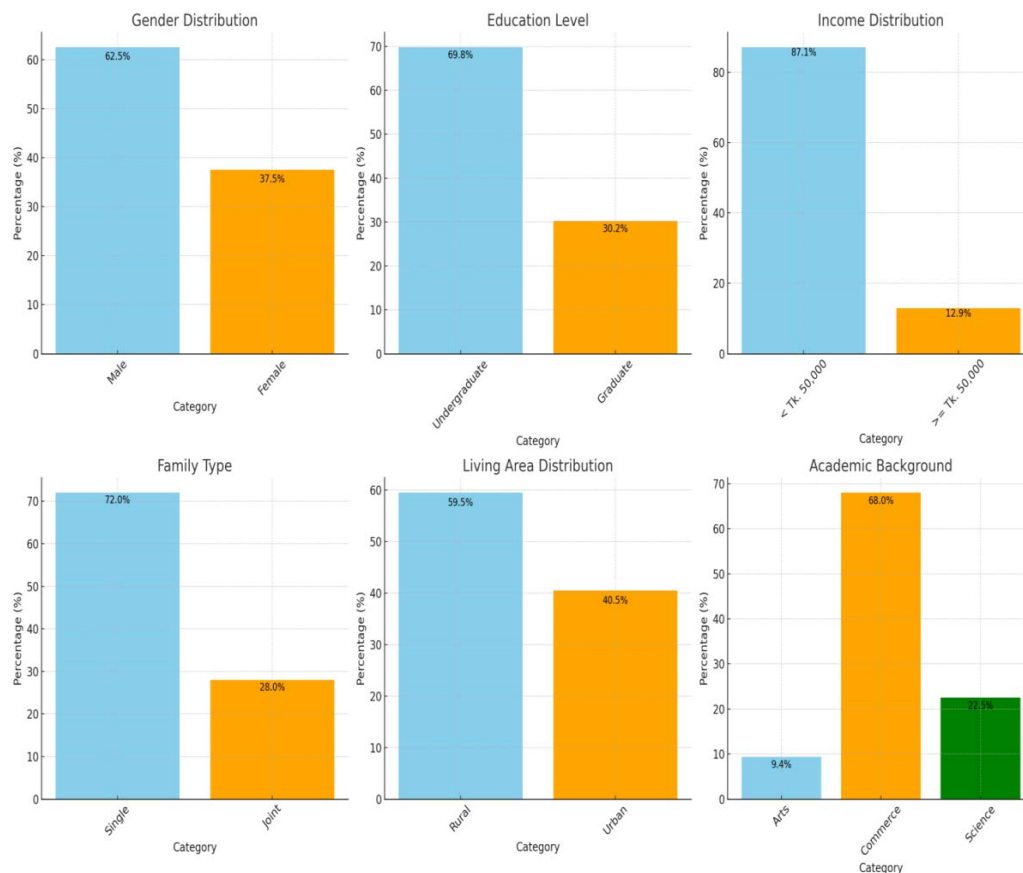 Gender Distribution
Percentage (%)
60
50
40
30
20
10
0
62.5%
37.5%
Male
Female
Category
Education Level
Percentage (%)
70
60
50
40
30
20
10
0
69.8%
30.2%
Undergraduate
Graduate
Category
Income Distribution
Percentage (%)
80
60
40
20
0
87.1%
12.9%
< Tk. 50,000
>= Tk. 50,000
Category
Family Type
Percentage (%)
70
60
50
40
30
20
10
0
72.0%
28.0%
Single
Joint
Category
Living Area Distribution
Percentage (%)
60
50
40
30
20
10
0
59.5%
40.5%
Rural
Urban
Category
Academic Background
Percentage (%)
70
60
50
40
30
20
10
0
9.4%
68.0%
22.5%
Arts
Commerce
Science
Category